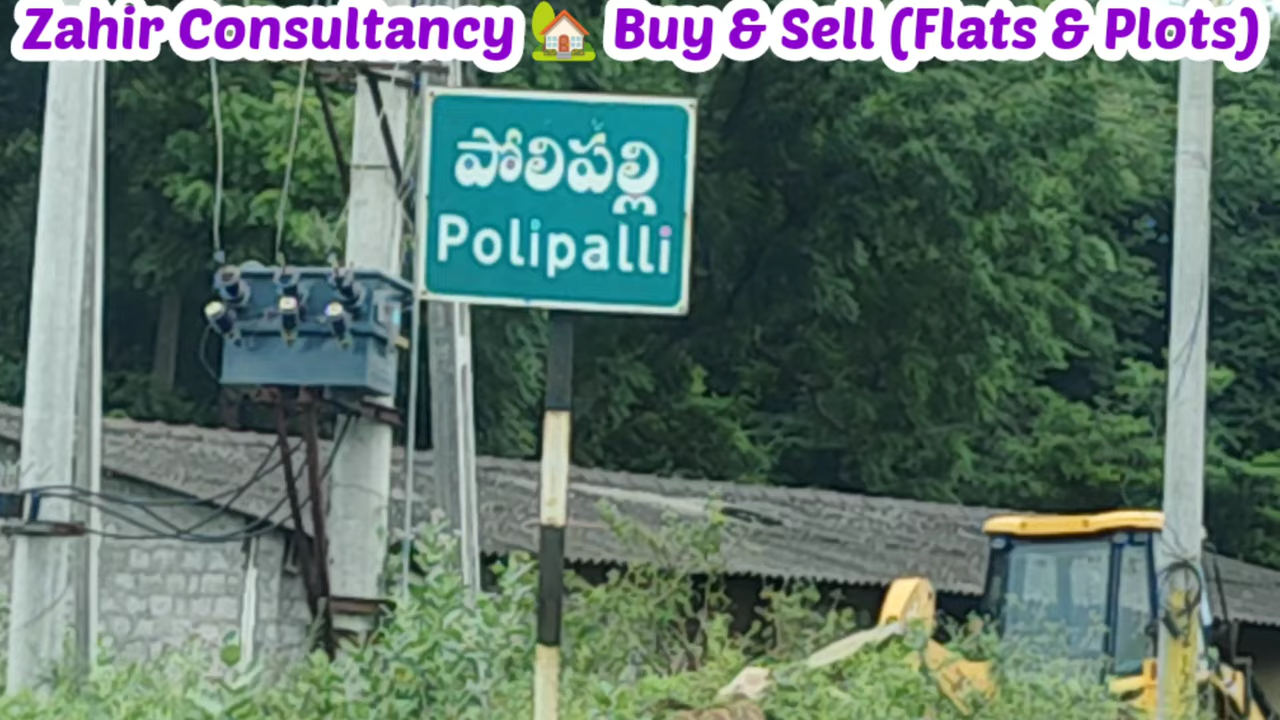 Zahir Consultancy 🏡 Buy & Sell (Flats & Plots)
పోలిపల్లి
Polipalli